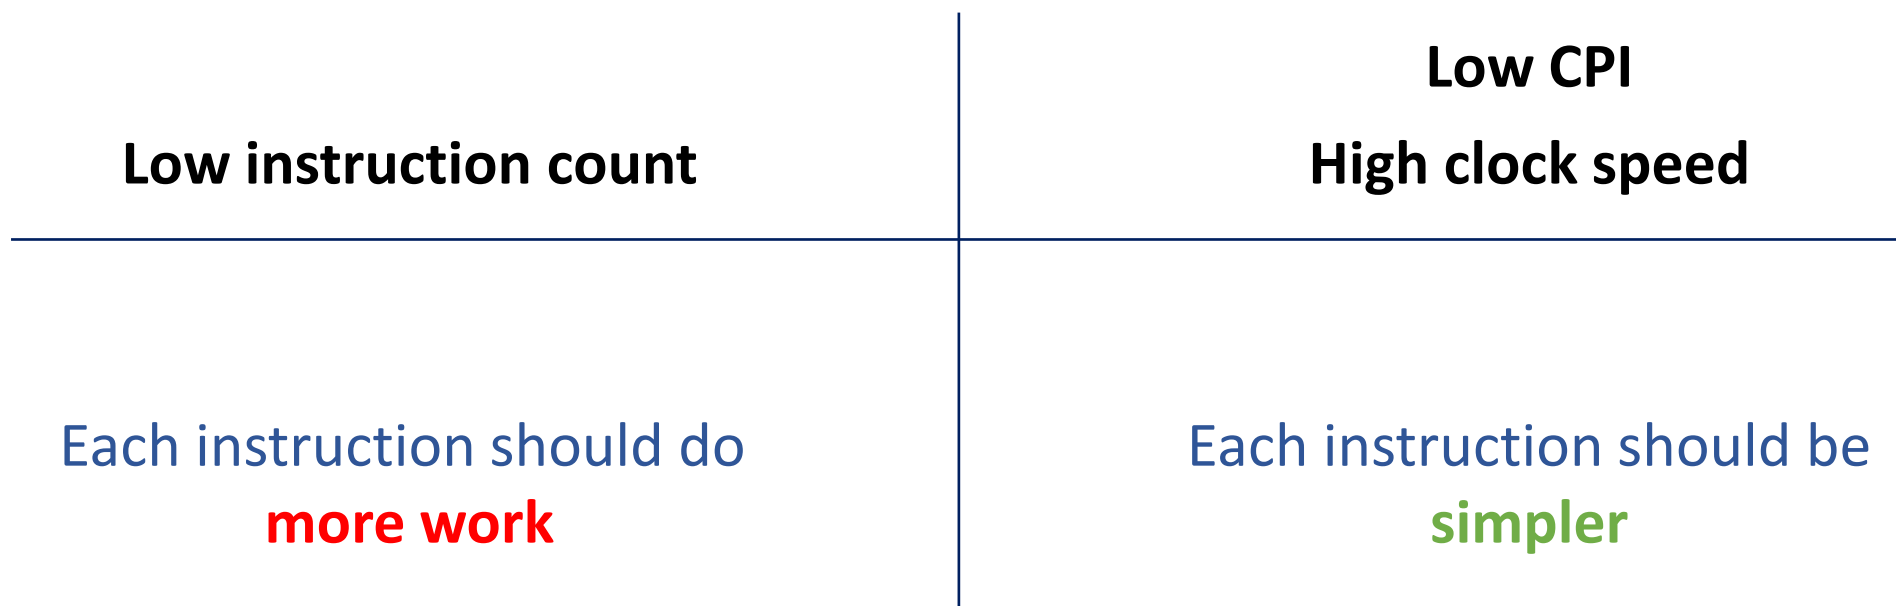 Low instruction count
Low CPI
High clock speed
Each instruction should do
more work
Each instruction should be
simpler